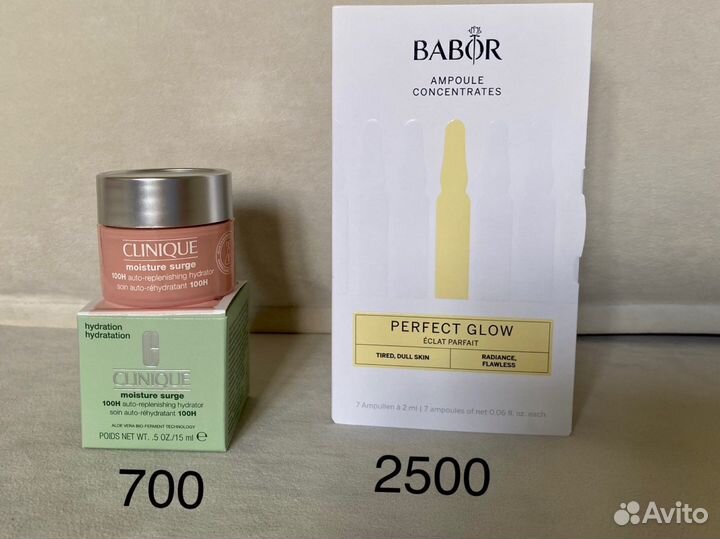 CLINIQUE
moisture surge
100H auto-replenishing hydrator
soin auto-réhydratant 100H
hydration
hydratation
CLINIQUE
moisture surge
100H auto-replenishing hydrator
soin auto-réhydratant 100H
ALOE VERA BIO-FERMENT TECHNOLOGY
POIDS NET WT. .5 OZ./15 ml e
700
BABOR
AMPOULE
CONCENTRATES
PERFECT GLOW
ÉCLAT PARFAIT
TIRED, DULL SKIN
RADIANCE,
FLAWLESS
7 Ampullen à 2 ml | 7 ampoules of net 0.06 fl. oz. each
2500
Avito